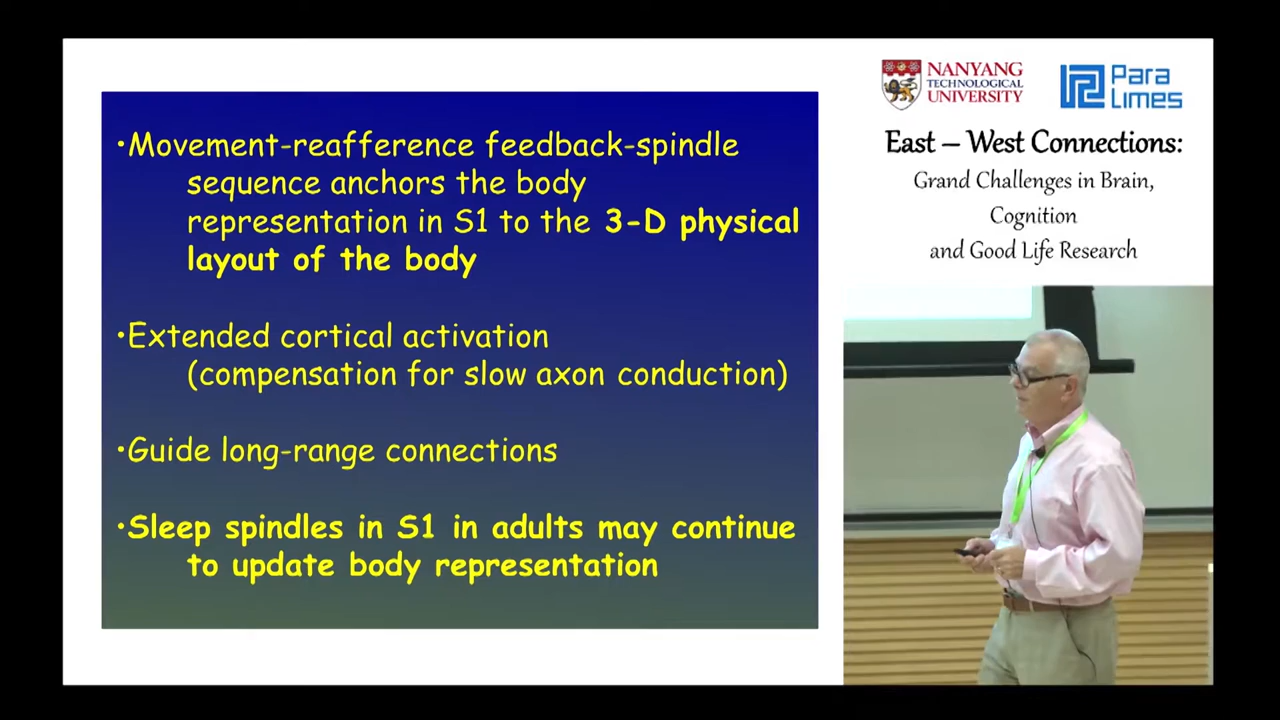 •Movement-reafference feedback-spindle
sequence anchors the body
representation in S1 to the 3-D physical
layout of the body
•Extended cortical activation
(compensation for slow axon conduction)
•Guide long-range connections
•Sleep spindles in S1 in adults may continue
to update body representation
NANYANG
TECHNOLOGICAL
UNIVERSITY
Para
Limes
East – West Connections:
Grand Challenges in Brain,
Cognition
and Good Life Research